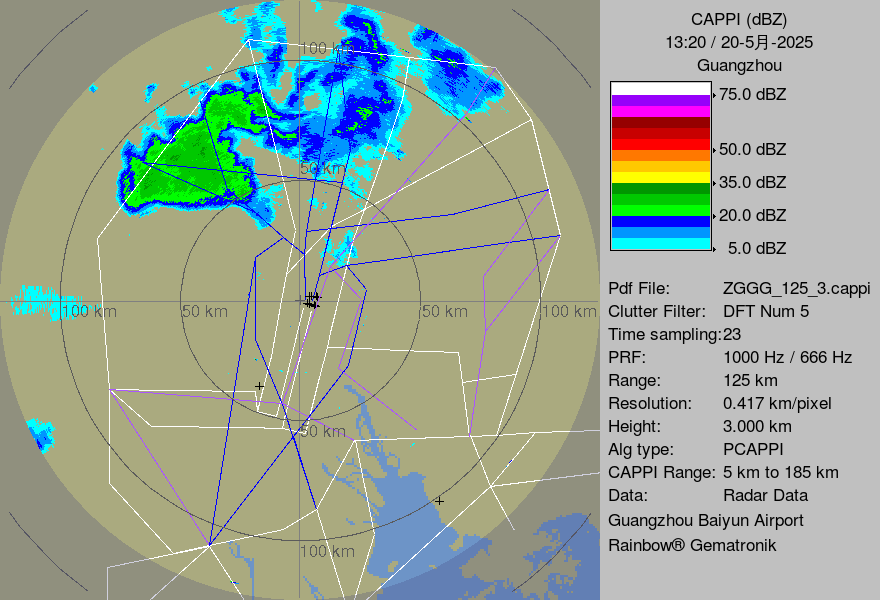 CAPPI (dBZ)
13:20 / 20-5月-2025
Guangzhou
75.0 dBZ
50.0 dBZ
35.0 dBZ
20.0 dBZ
5.0 dBZ
Pdf File: ZGGG_125_3.cappi
Clutter Filter: DFT Num 5
Time sampling:23
PRF: 1000 Hz / 666 Hz
Range: 125 km
Resolution: 0.417 km/pixel
Height: 3.000 km
Alg type: PCAPPI
CAPPI Range: 5 km to 185 km
Data: Radar Data
Guangzhou Baiyun Airport
Rainbow® Gematronik
100 km
50 km
100 km
50 km
50 km
100 km
50 km
100 km